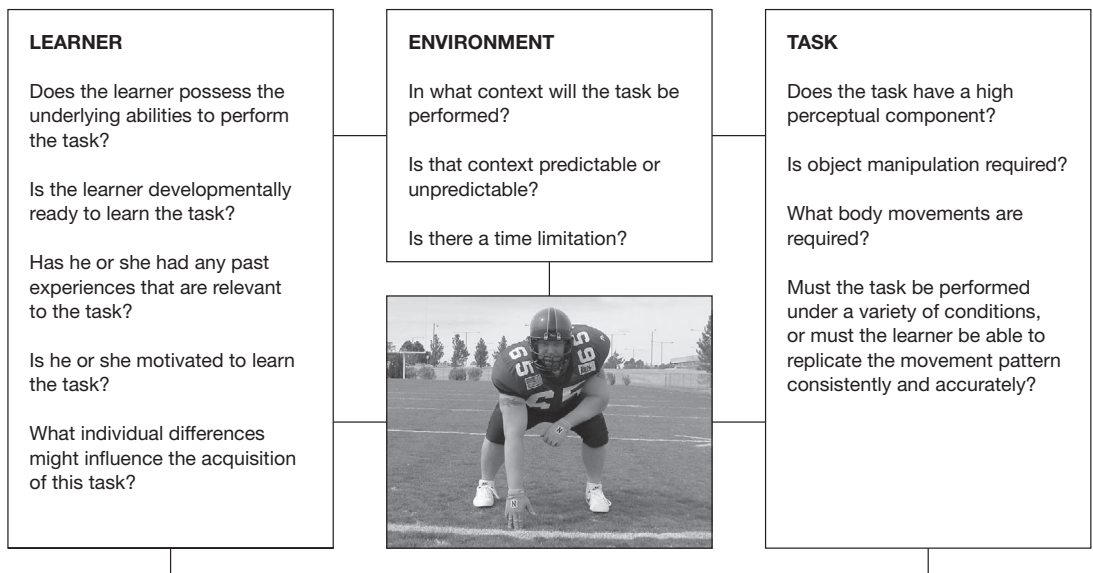 LEARNER
Does the learner possess the
underlying abilities to perform
the task?
Is the learner developmentally
ready to learn the task?
Has he or she had any past
experiences that are relevant
to the task?
Is he or she motivated to learn
the task?
What individual differences
might influence the acquisition
of this task?
ENVIRONMENT
In what context will the task be
performed?
Is that context predictable or
unpredictable?
Is there a time limitation?
65
59
N
N
TASK
Does the task have a high
perceptual component?
Is object manipulation required?
What body movements are
required?
Must the task be performed
under a variety of conditions,
or must the learner be able to
replicate the movement pattern
consistently and accurately?